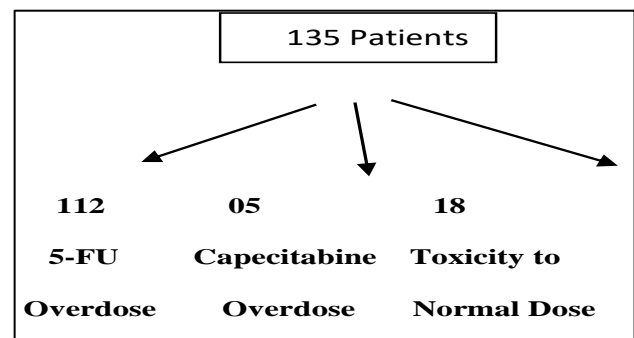 135 Patients
112 05 18
5-FU Capecitabine Toxicity to
Overdose Overdose Normal Dose